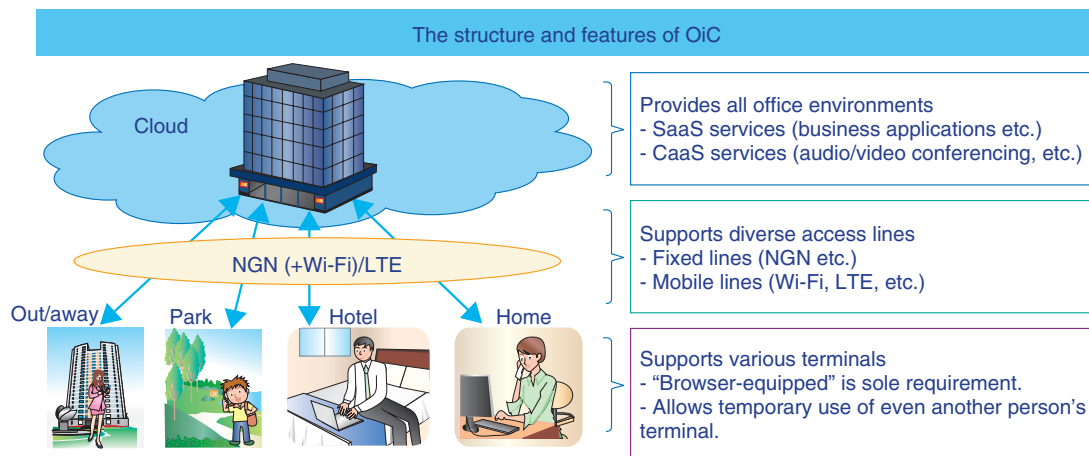 The structure and features of OiC
Cloud
Provides all office environments
- SaaS services (business applications etc.)
- CaaS services (audio/video conferencing, etc.)
NGN (+Wi-Fi)/LTE
Supports diverse access lines
- Fixed lines (NGN etc.)
- Mobile lines (Wi-Fi, LTE, etc.)
Out/away
Park
Hotel
Home
Supports various terminals
- “Browser-equipped” is sole requirement.
- Allows temporary use of even another person’s
terminal.